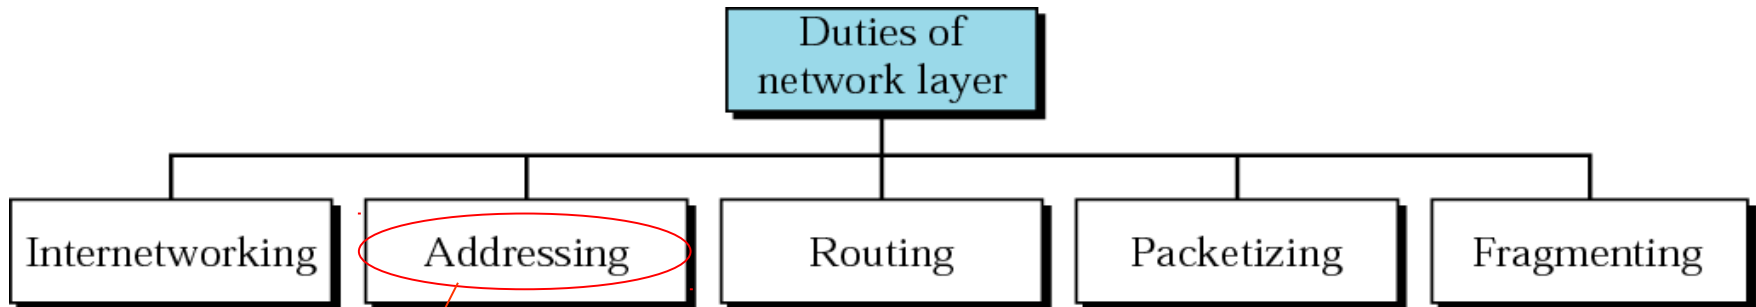 Duties of
network layer
Internetworking
Addressing
Routing
Packetizing
Fragmenting